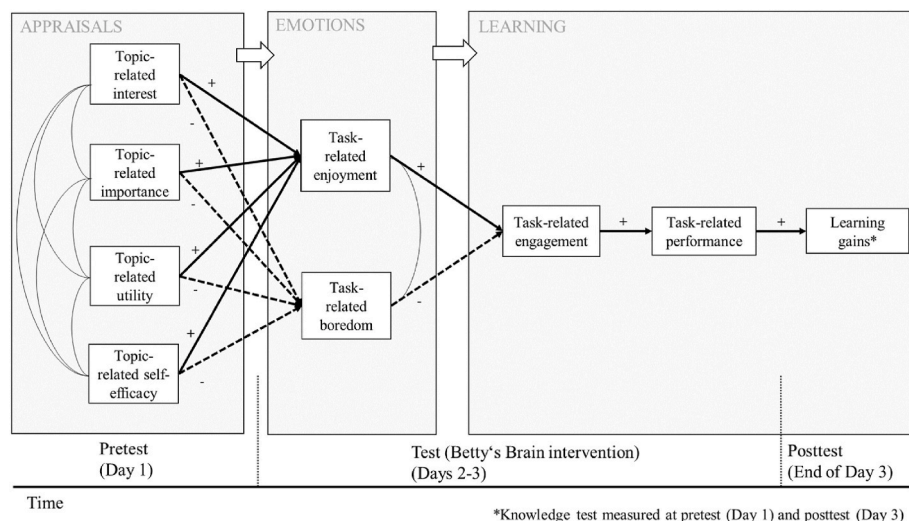 APPRAISALS
EMOTIONS
LEARNING
Topic-
related
interest
Topic-
related
importance
Topic-
related
utility
Topic-
related self-
efficacy
+
-
+
-
+
-
+
-
Task-
related
enjoyment
Task-
related
boredom
+
-
Task-related
engagement
+
Task-related
performance
+
Learning
gains*
Pretest
(Day 1)
Test (Betty‘s Brain intervention)
(Days 2-3)
Posttest
(End of Day 3)
Time
*Knowledge test measured at pretest (Day 1) and posttest (Day 3)